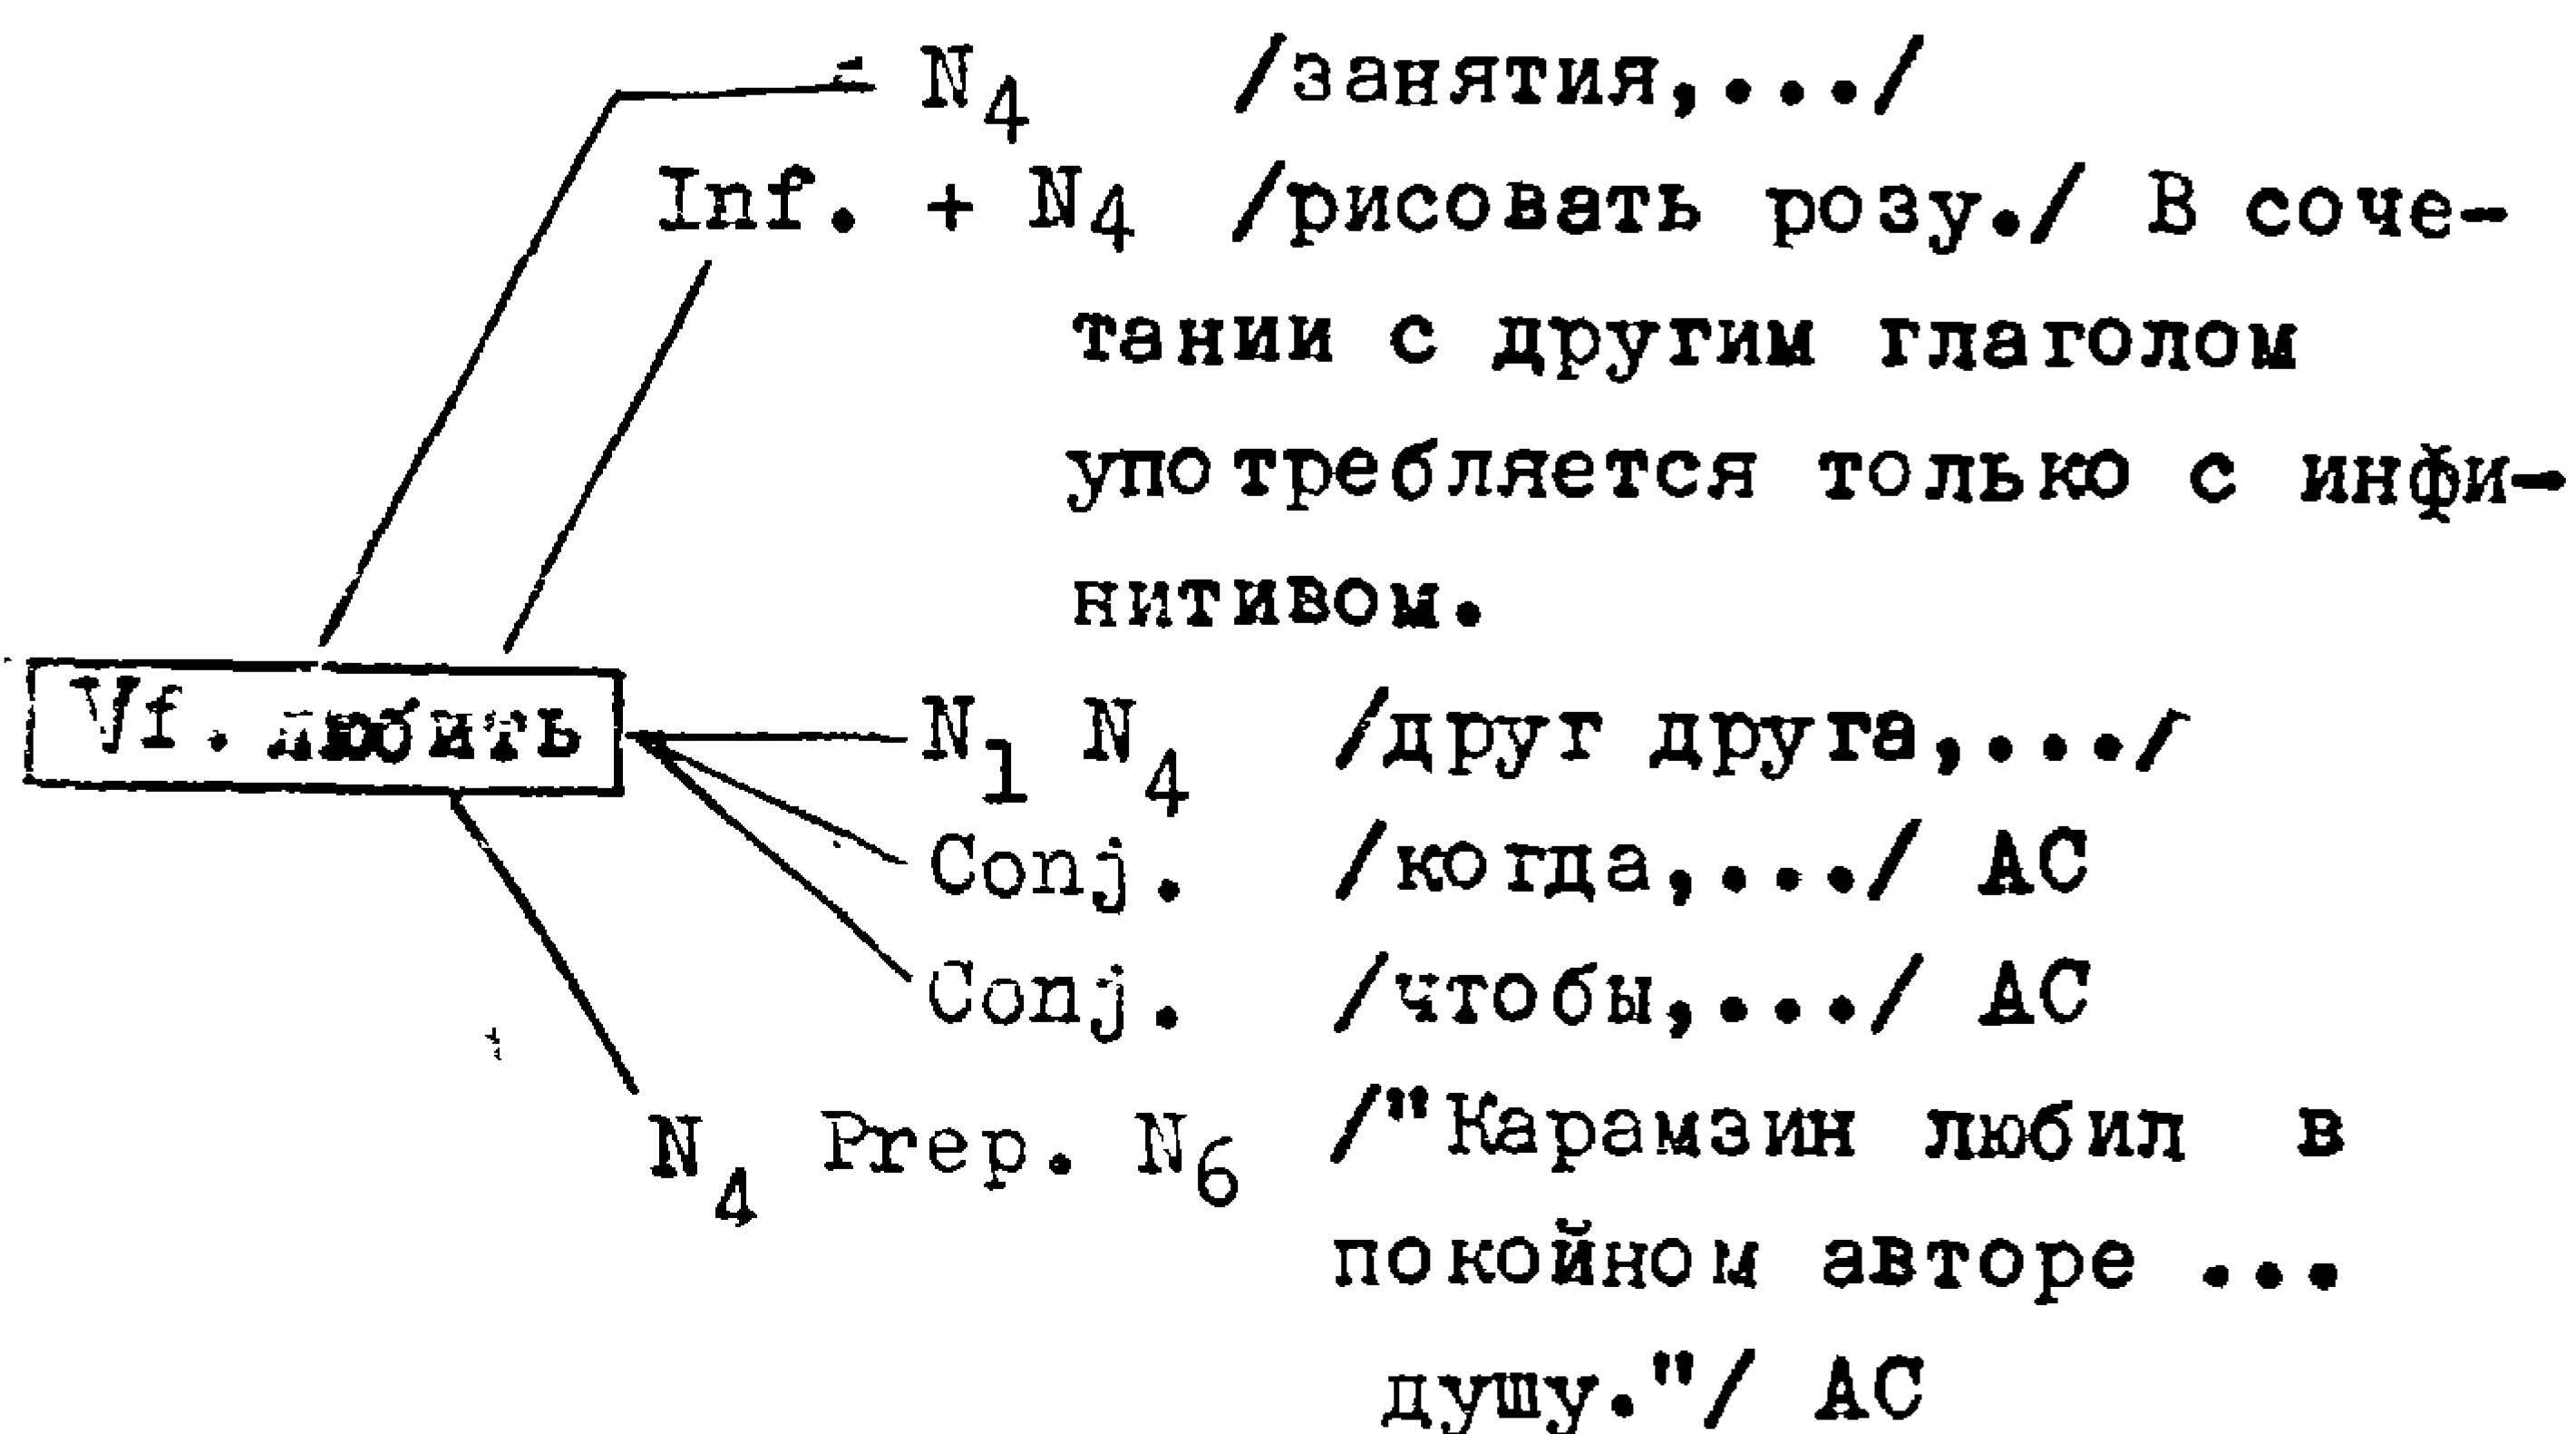 N4 /занятия,.../
Inf. + N4 /рисовать розу./ В соче-
тании с другим глаголом
употребляется только с инфи-
нитивом.
Vf. любить N1 N4 /друг друга,.../
Conj. /когда,.../ АС
Conj. /чтобы,.../ АС
N4 Prep. N6 /"Карамзин любил в
покойном авторе ...
душу."/ АС